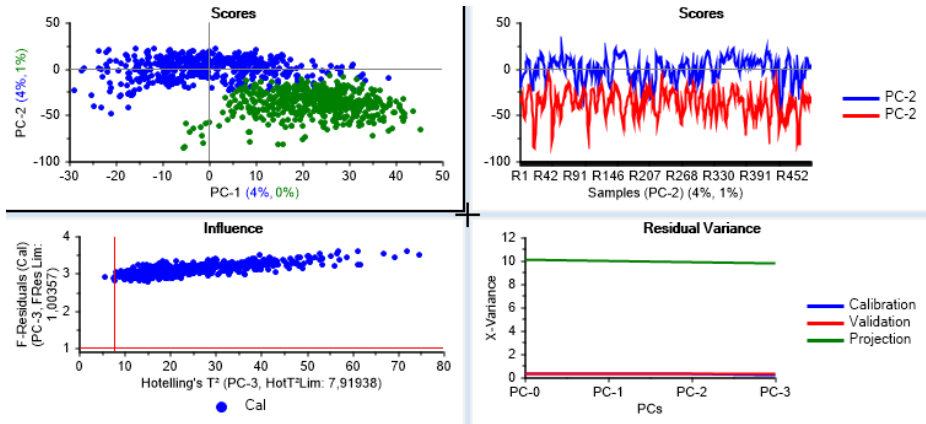 Scores
50
0
-50
-100
PC-2 (4%, 1%)
-30 -20 -10 0 10 20 30 40 50
PC-1 (4%, 0%)
Scores
50
0
-50
-100
PC-2
PC-2
R1 R42 R91 R146 R207 R268 R330 R391 R452
Samples (PC-2) (4%, 1%)
Influence
4
3
2
1
F-Residuals (Cal)
(PC-3, FRes Lim:
1,00357)
0 10 20 30 40 50 60 70 80
Hotelling's T² (PC-3, HotT²Lim: 7,91938)
Cal
Residual Variance
12
10
8
6
4
2
0
X-Variance
Calibration
Validation
Projection
PC-0 PC-1 PC-2 PC-3
PCs